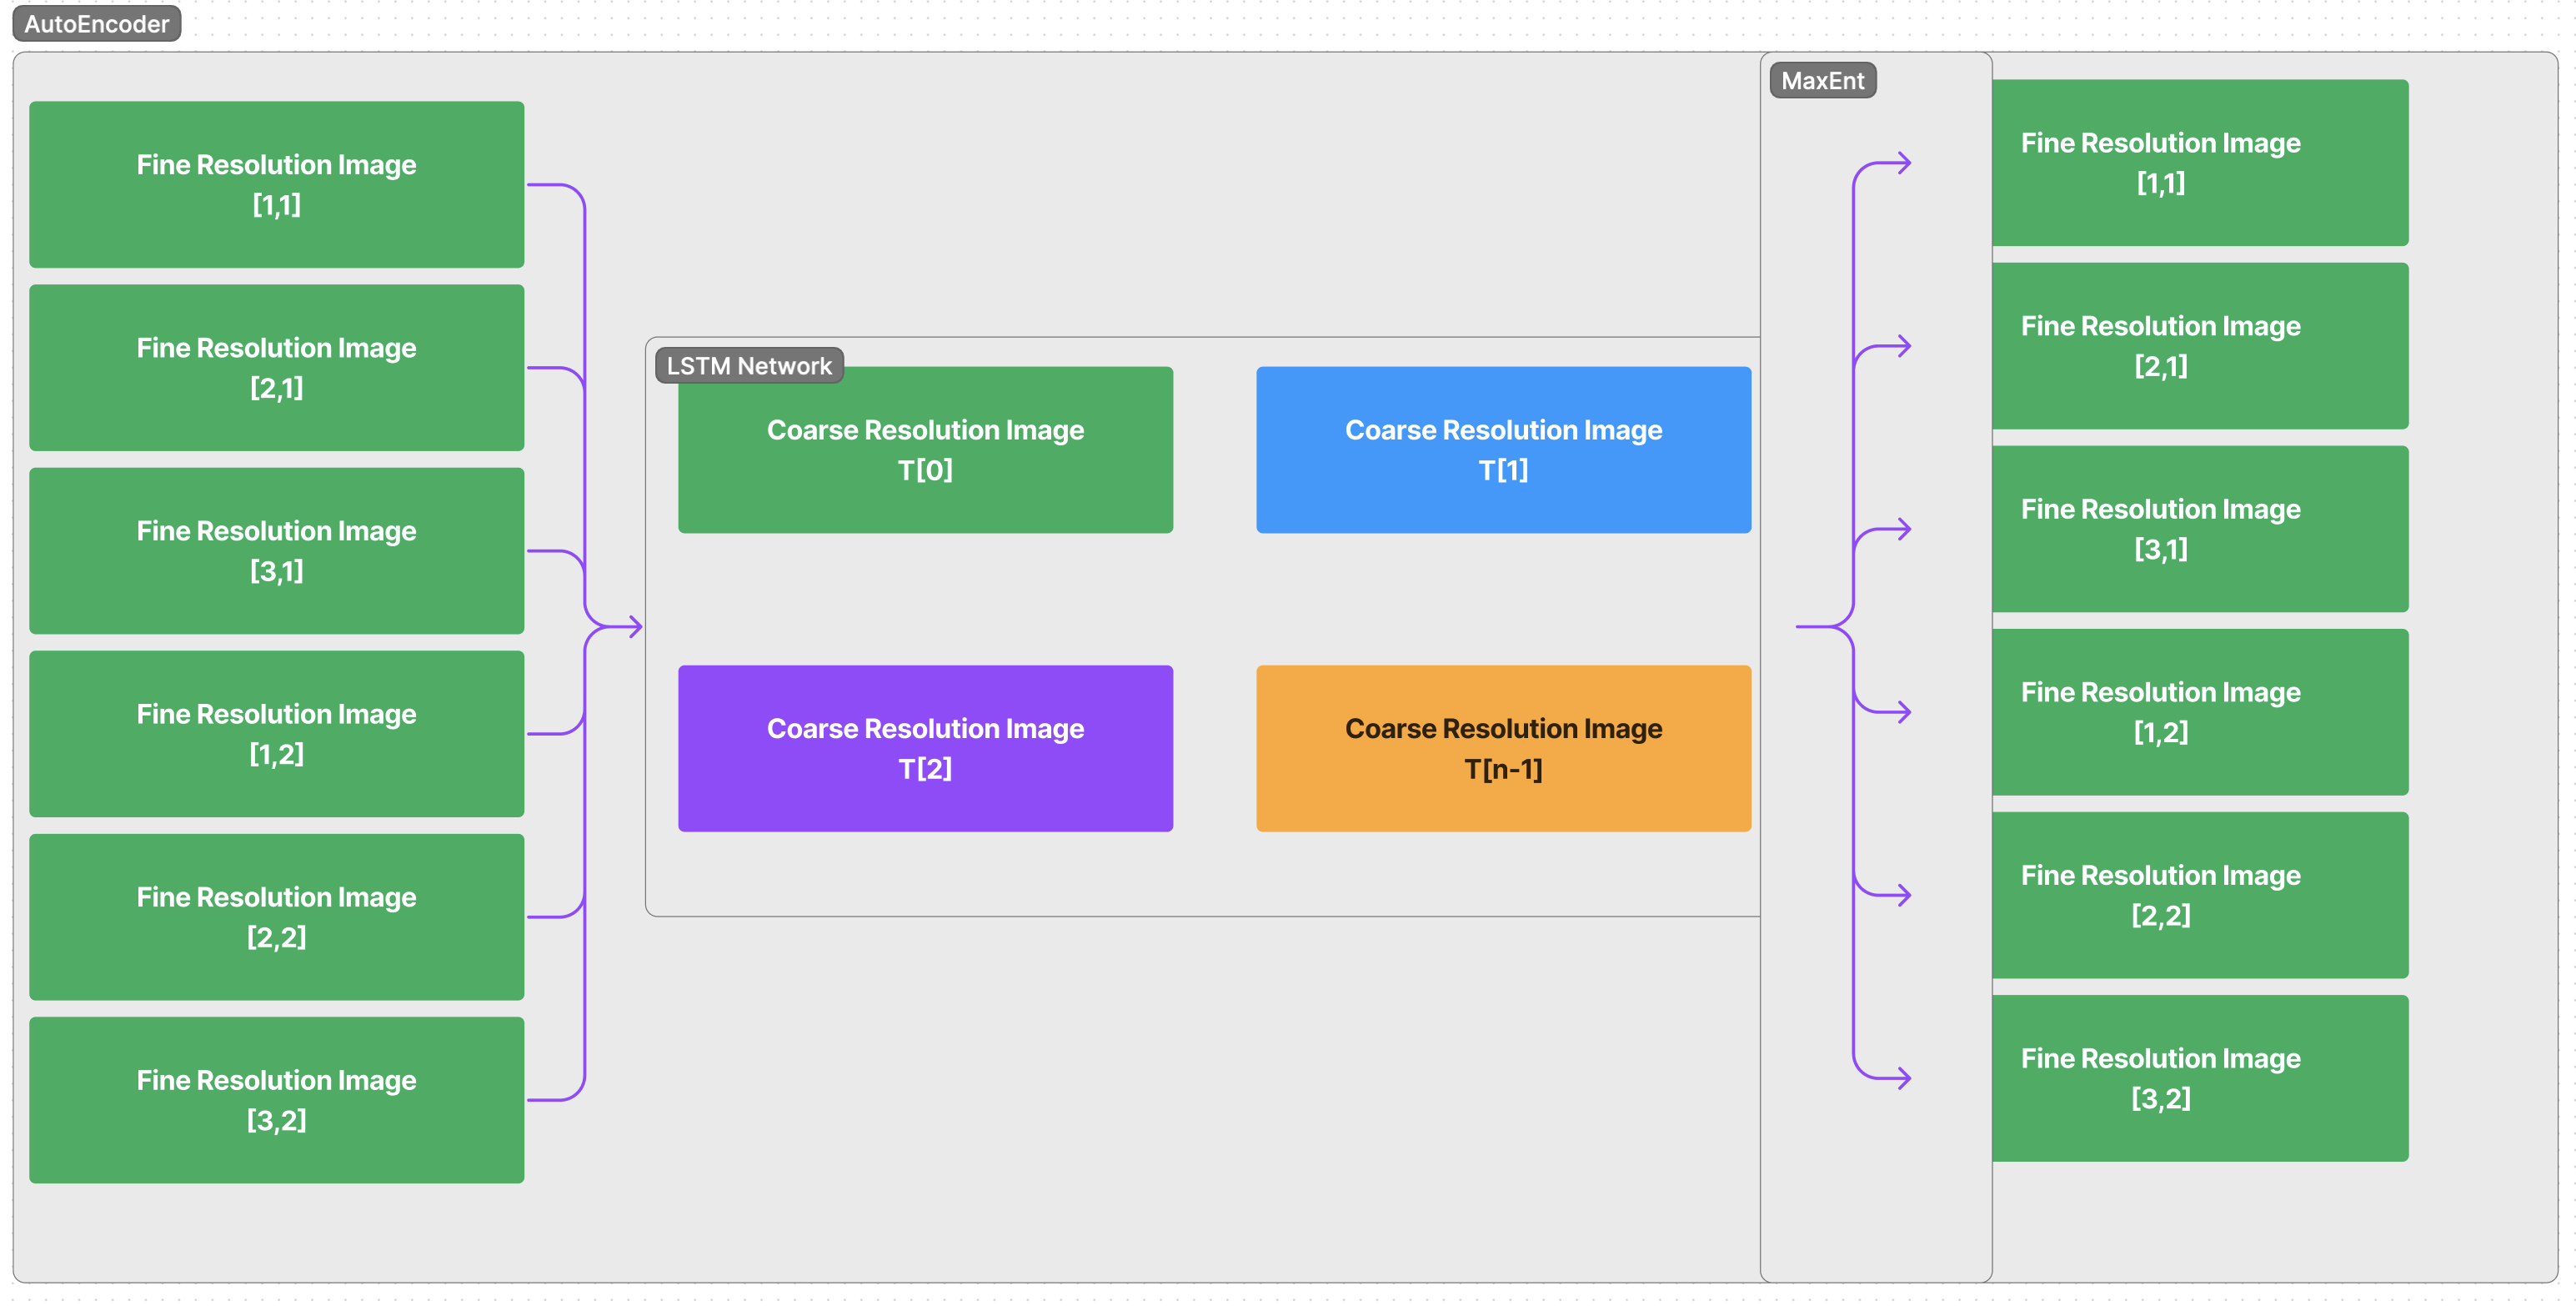 AutoEncoder
Fine Resolution Image
[1,1]
Fine Resolution Image
[2,1]
Fine Resolution Image
[3,1]
Fine Resolution Image
[1,2]
Fine Resolution Image
[2,2]
Fine Resolution Image
[3,2]
LSTM Network
Coarse Resolution Image
T[0]
Coarse Resolution Image
T[1]
Coarse Resolution Image
T[2]
Coarse Resolution Image
T[n-1]
MaxEnt
Fine Resolution Image
[1,1]
Fine Resolution Image
[2,1]
Fine Resolution Image
[3,1]
Fine Resolution Image
[1,2]
Fine Resolution Image
[2,2]
Fine Resolution Image
[3,2]